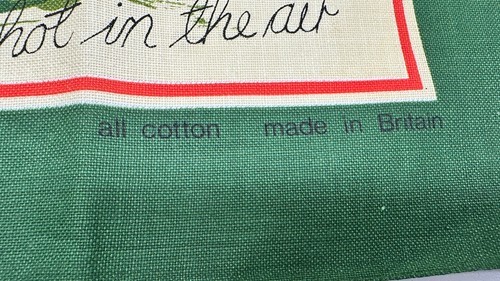 hot in the air
all cotton made in Britain